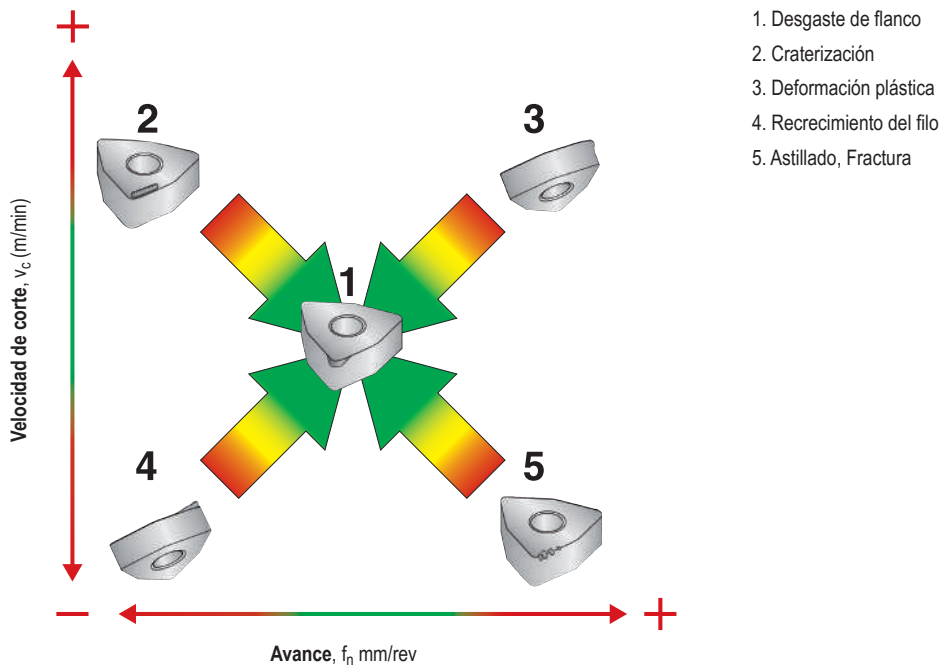 1. Desgaste de flanco
2. Craterización
3. Deformación plástica
4. Recrecimiento del filo
5. Astillado, Fractura
+
2
3
1
4
5
Velocidad de corte, vc (m/min)
−
+
Avance, fn mm/rev